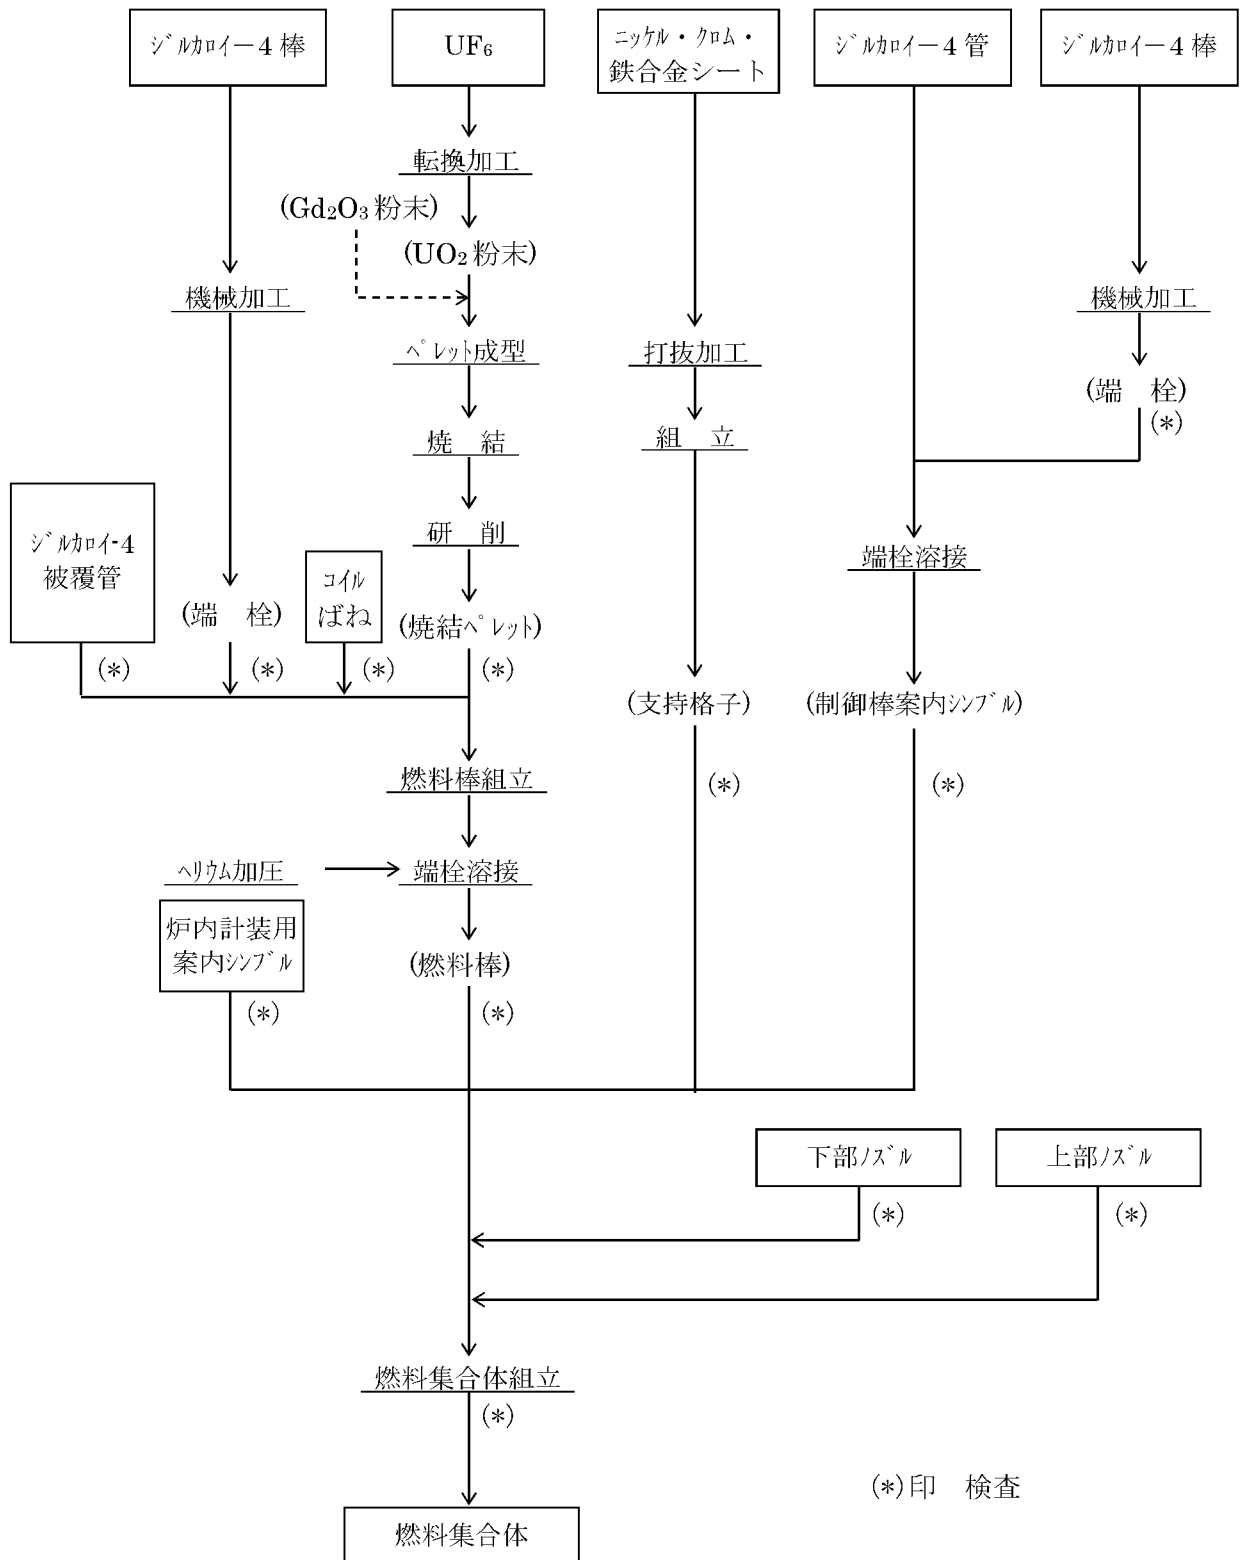 ジルカロイー4棒
UF₆
ニッケル・クロム・
鉄合金シート
ジルカロイー4管
ジルカロイー4棒
転換加工
(Gd₂O₃粉末)
(UO₂粉末)
機械加工
機械加工
ペレット成型
打抜加工
(端 栓)
(*)
焼 結
組 立
ジルカロイ-4
被覆管
研 削
端栓溶接
コイル
ばね
(端 栓)
(焼結ペレット)
(*)
(*)
(*)
(*)
(支持格子)
(制御棒案内シンブル)
燃料棒組立
(*)
(*)
ヘリウム加圧
端栓溶接
炉内計装用
案内シンブル
(燃料棒)
(*)
(*)
下部ノズル
上部ノズル
(*)
(*)
燃料集合体組立
(*)
(*)印 検査
燃料集合体